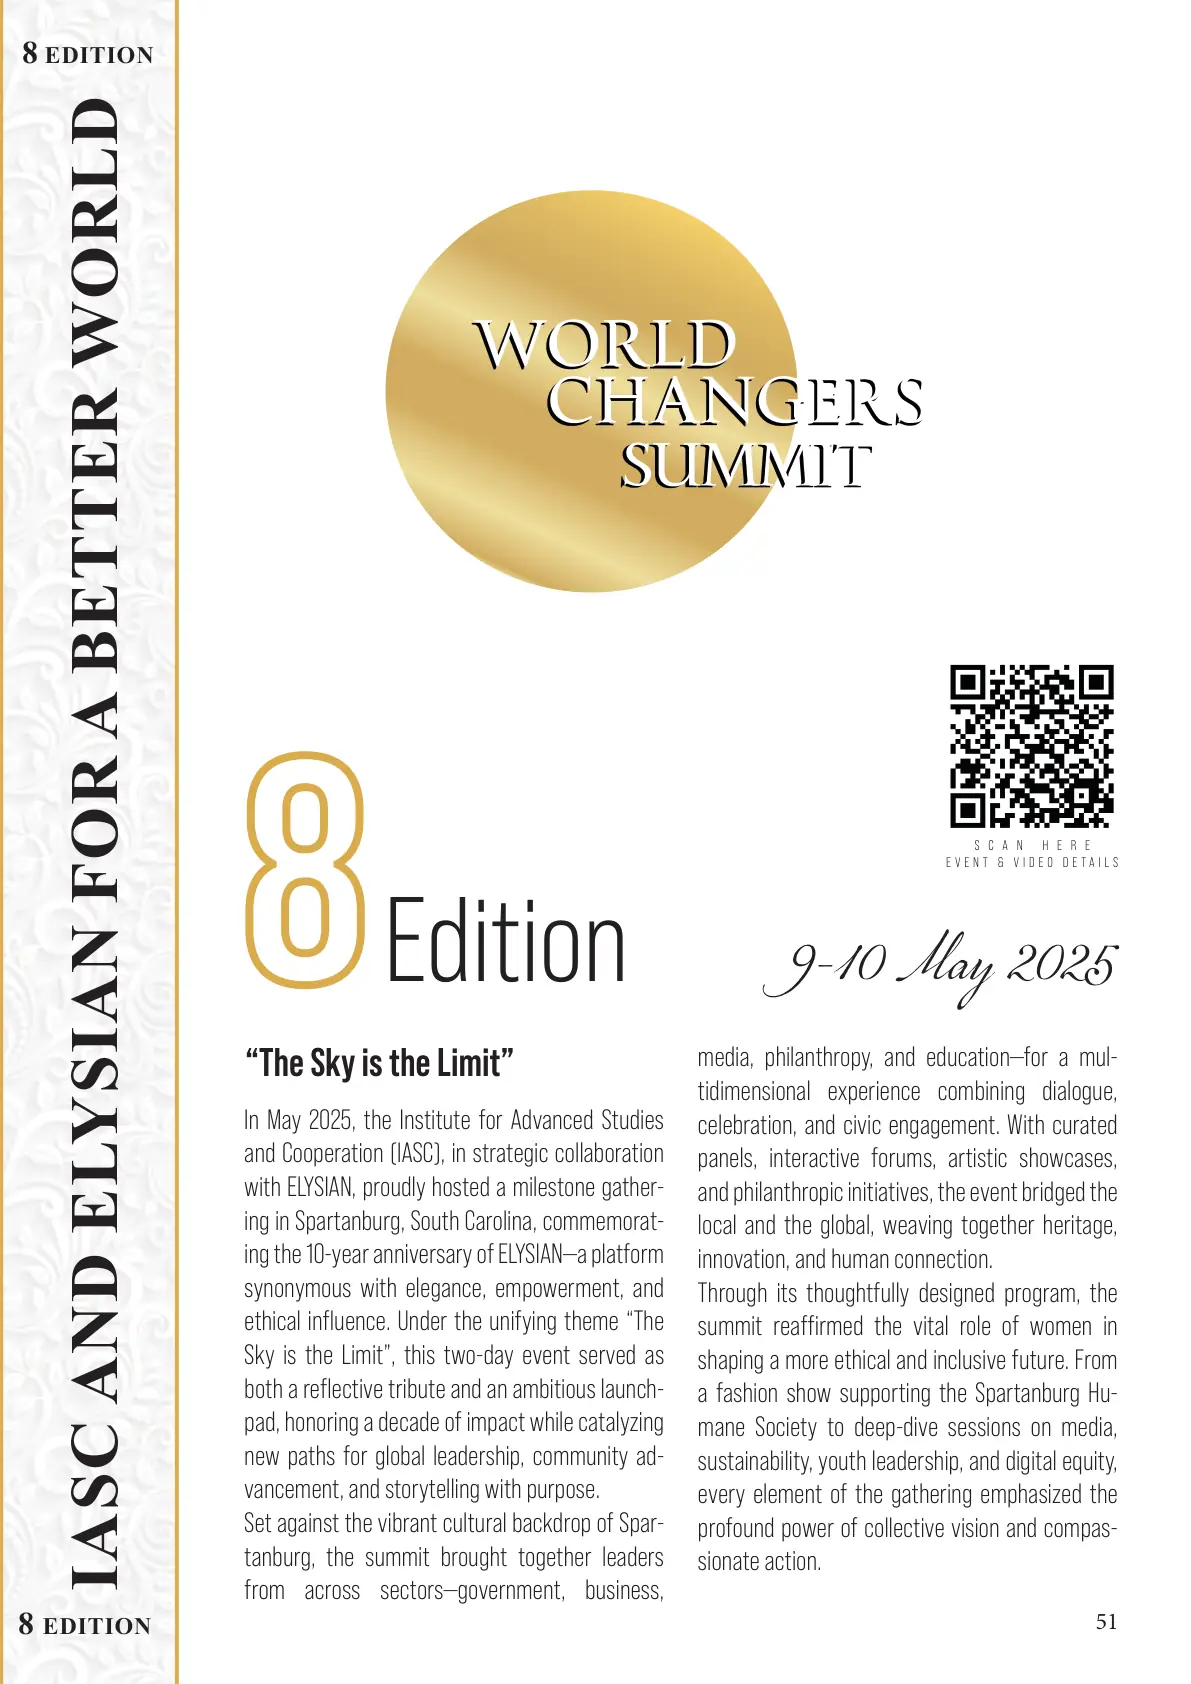 8 EDITION
IASC AND ELYSIAN FOR A BETTER WORLD
8 EDITION
WORLD
CHANGERS
SUMMIT
SCAN HERE
EVENT & VIDEO DETAILS
8 Edition
9-10 May 2025
“The Sky is the Limit”
In May 2025, the Institute for Advanced Studies
and Cooperation (IASC), in strategic collaboration
with ELYSIAN, proudly hosted a milestone gather-
ing in Spartanburg, South Carolina, commemorat-
ing the 10-year anniversary of ELYSIAN—a platform
synonymous with elegance, empowerment, and
ethical influence. Under the unifying theme “The
Sky is the Limit”, this two-day event served as
both a reflective tribute and an ambitious launch-
pad, honoring a decade of impact while catalyzing
new paths for global leadership, community ad-
vancement, and storytelling with purpose.
Set against the vibrant cultural backdrop of Spar-
tanburg, the summit brought together leaders
from across sectors—government, business,
media, philanthropy, and education—for a mul-
tidimensional experience combining dialogue,
celebration, and civic engagement. With curated
panels, interactive forums, artistic showcases,
and philanthropic initiatives, the event bridged the
local and the global, weaving together heritage,
innovation, and human connection.
Through its thoughtfully designed program, the
summit reaffirmed the vital role of women in
shaping a more ethical and inclusive future. From
a fashion show supporting the Spartanburg Hu-
mane Society to deep-dive sessions on media,
sustainability, youth leadership, and digital equity,
every element of the gathering emphasized the
profound power of collective vision and compas-
sionate action.
51